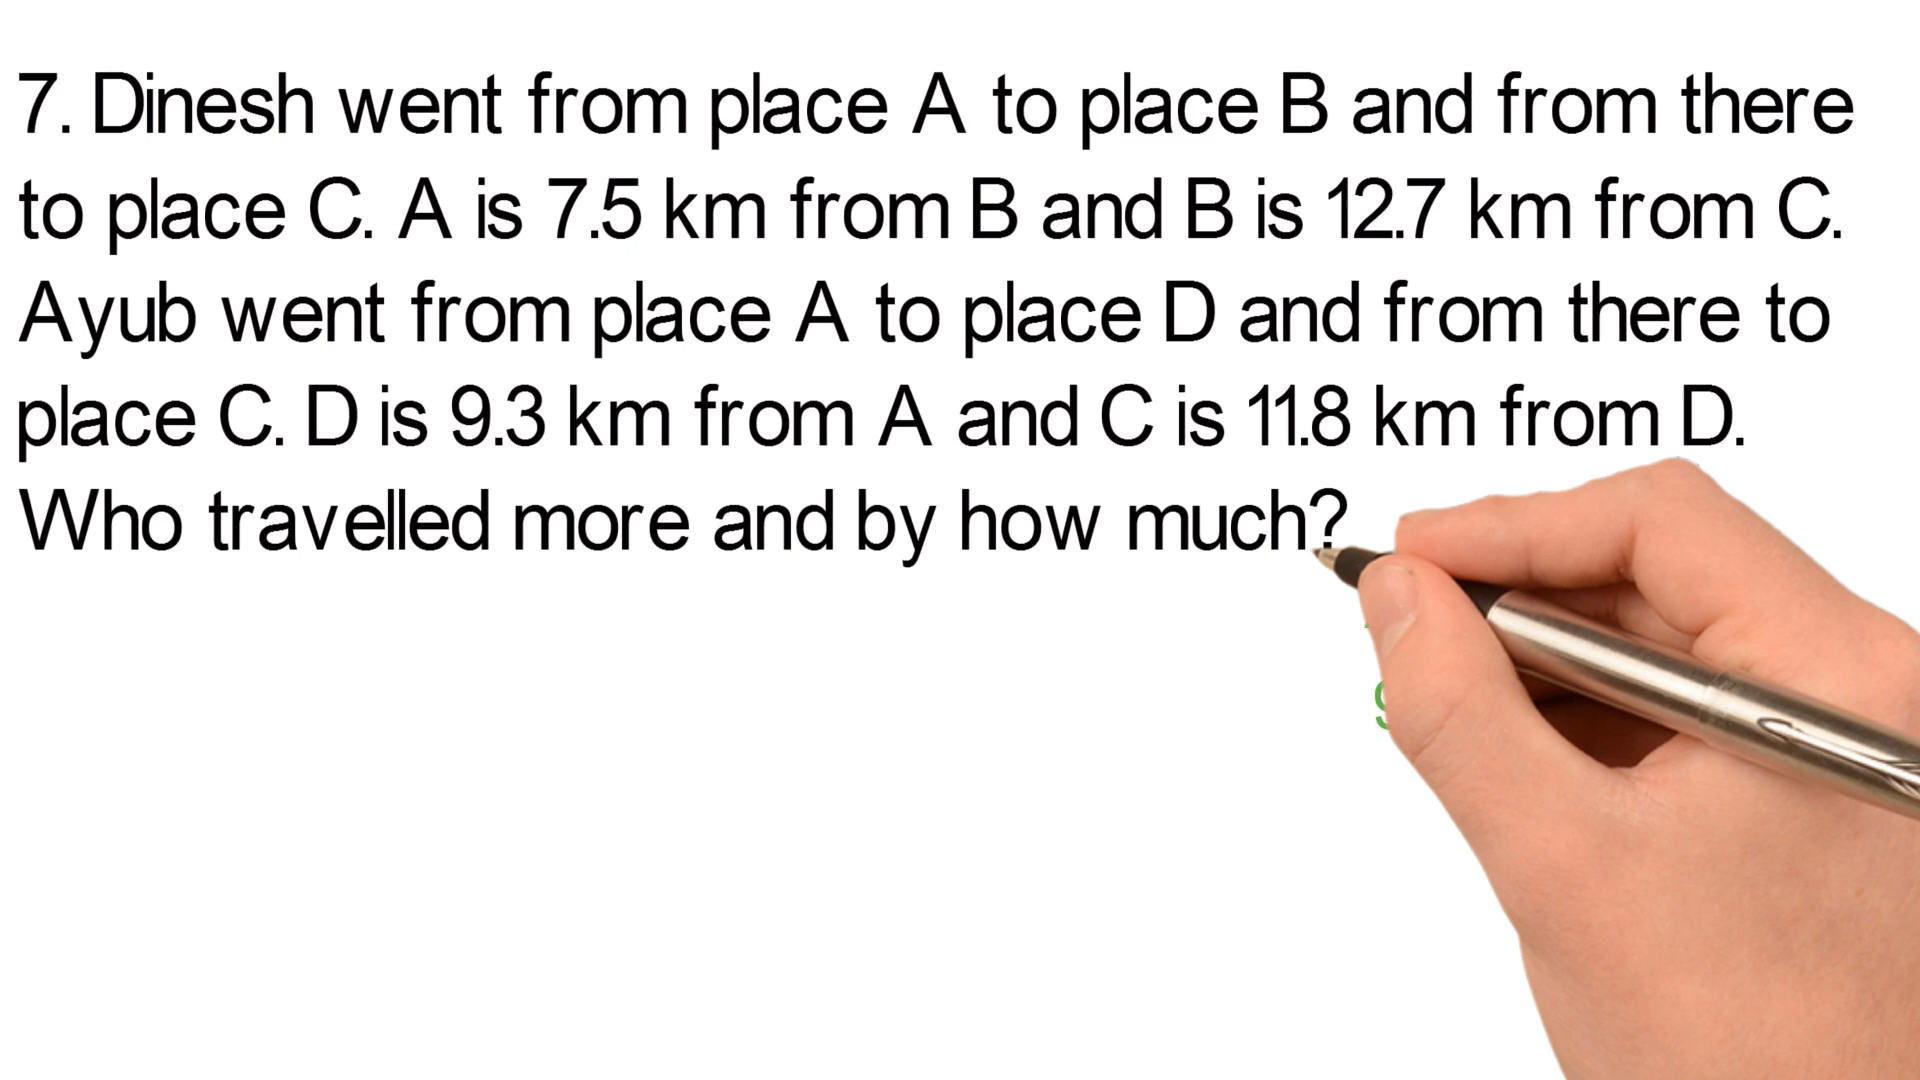 7. Dinesh went from place A to place B and from there
to place C. A is 7.5 km from B and B is 12.7 km from C.
Ayub went from place A to place D and from there to
place C. D is 9.3 km from A and C is 11.8 km from D.
Who travelled more and by how much?